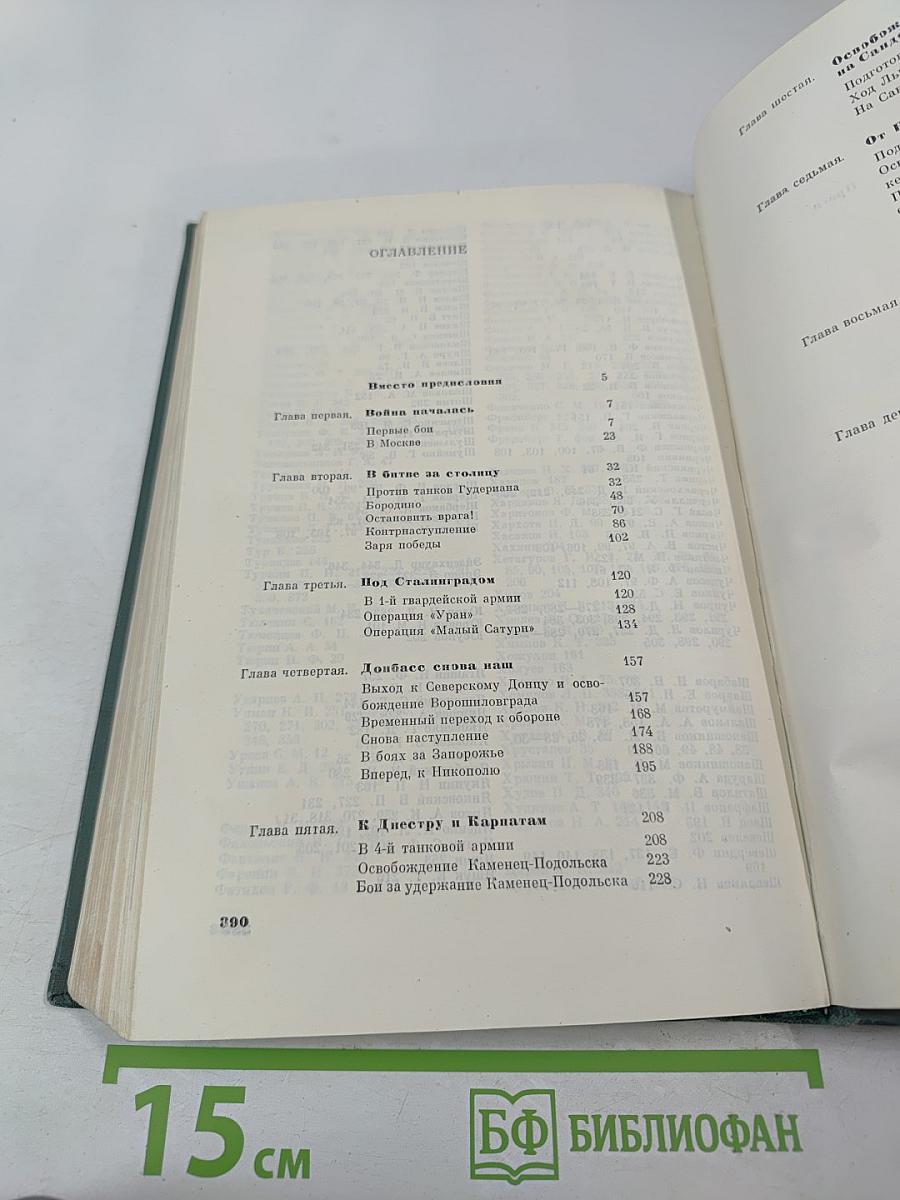 ОГЛАВЛЕНИЕ
Вместо предисловия 5
Глава первая. Война началась 7
Первые бои 7
В Москве 23
Глава вторая. В битве за столицу 32
Против танков Гудериана 32
Бородино 48
Остановить врага! 70
Контрнаступление 86
Заря победы 102
Глава третья. Под Сталинградом 120
В 1-й гвардейской армии 120
Операция «Уран» 128
Операция «Малый Сатурн» 134
Глава четвертая. Донбасс снова наш 157
Выход к Северскому Донцу и осво-
бождение Ворошиловграда 157
Временный переход к обороне 168
Снова наступление 174
В боях за Запорожье 188
Вперед, к Никополю 195
Глава пятая. К Днестру и Карпатам 208
В 4-й танковой армии 208
Освобождение Каменец-Подольска 223
Бои за удержание Каменец-Подольска 228
390
Глава шестая.
На
Ход
На
Глава седьмая.
От
Глава восьмая
Глава
15 см
БФ БИБЛИОФАН